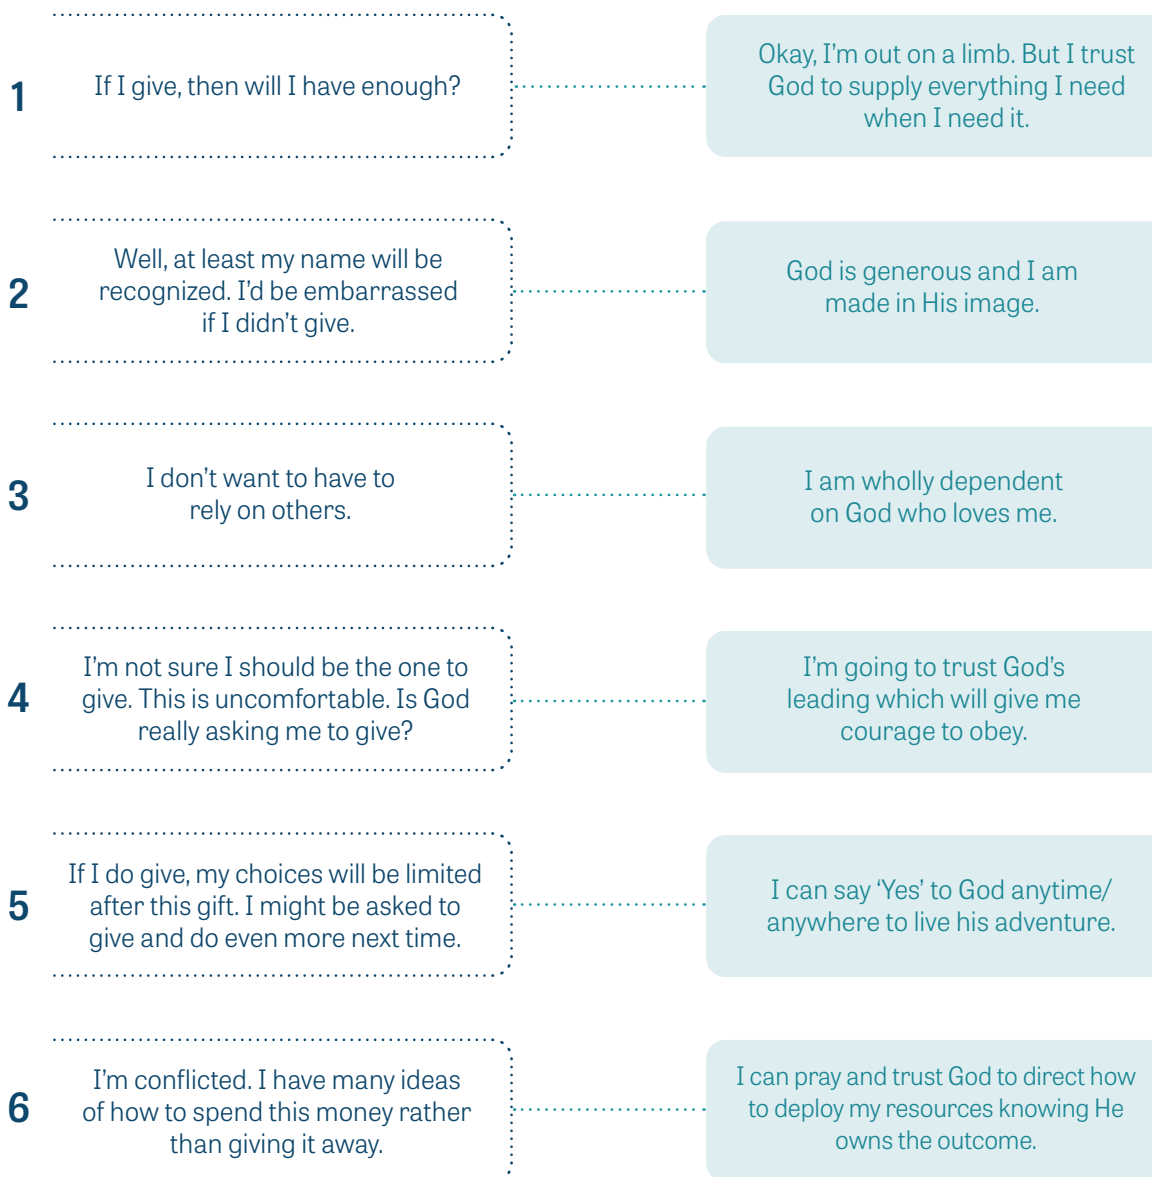 1
If I give, then will I have enough?
Okay, I’m out on a limb. But I trust
God to supply everything I need
when I need it.
2
Well, at least my name will be
recognized. I’d be embarrassed
if I didn’t give.
God is generous and I am
made in His image.
3
I don’t want to have to
rely on others.
I am wholly dependent
on God who loves me.
4
I’m not sure I should be the one to
give. This is uncomfortable. Is God
really asking me to give?
I’m going to trust God’s
leading which will give me
courage to obey.
5
If I do give, my choices will be limited
after this gift. I might be asked to
give and do even more next time.
I can say ‘Yes’ to God anytime/
anywhere to live his adventure.
6
I’m conflicted. I have many ideas
of how to spend this money rather
than giving it away.
I can pray and trust God to direct how
to deploy my resources knowing He
owns the outcome.